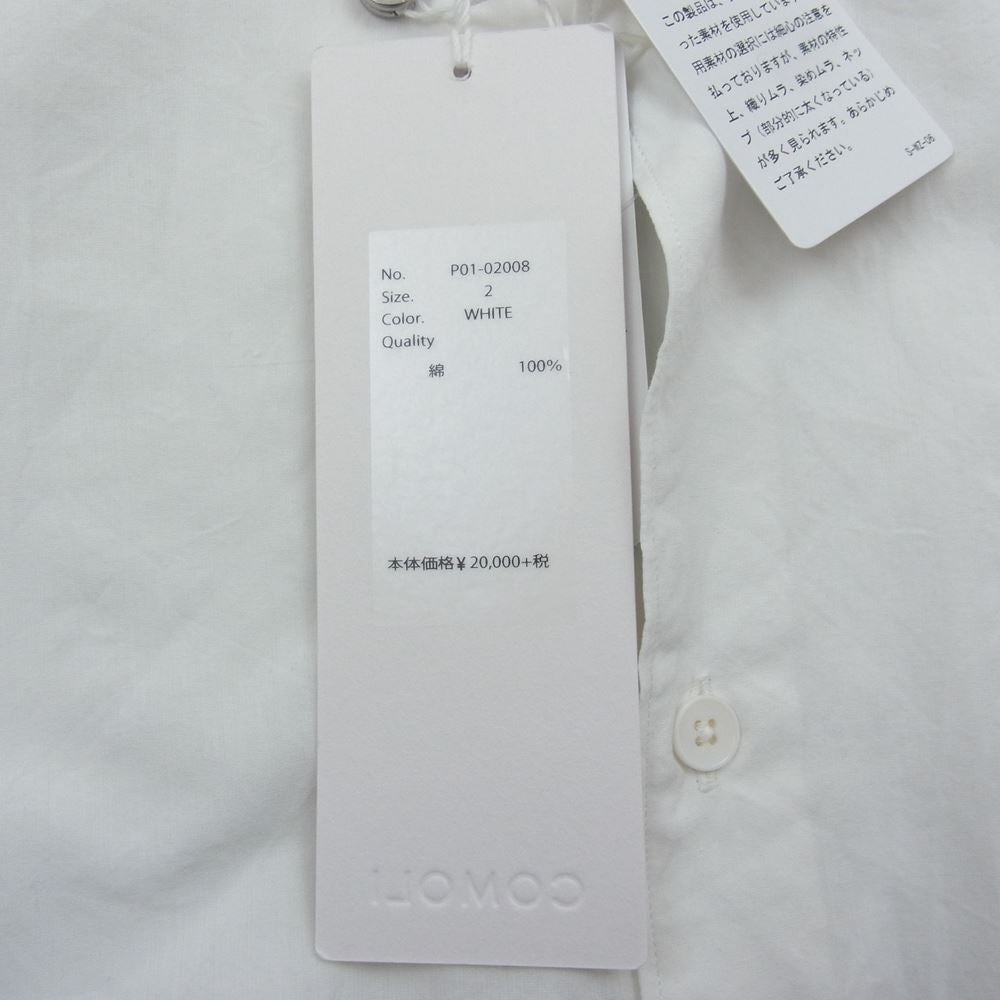 No. P01-02008
Size. 2
Color. WHITE
Quality
綿 100%
本体価格¥20,000+税
COMOLI
この製品は、
った素材を使用しています
用素材の選択には細心の注意を
払っておりますが、素材の特性
上、織りムラ、染めムラ、ネッ
プ（部分的に太くなっている）
が多く見られます。あらかじめ
ご了承ください。
S-WZ-06